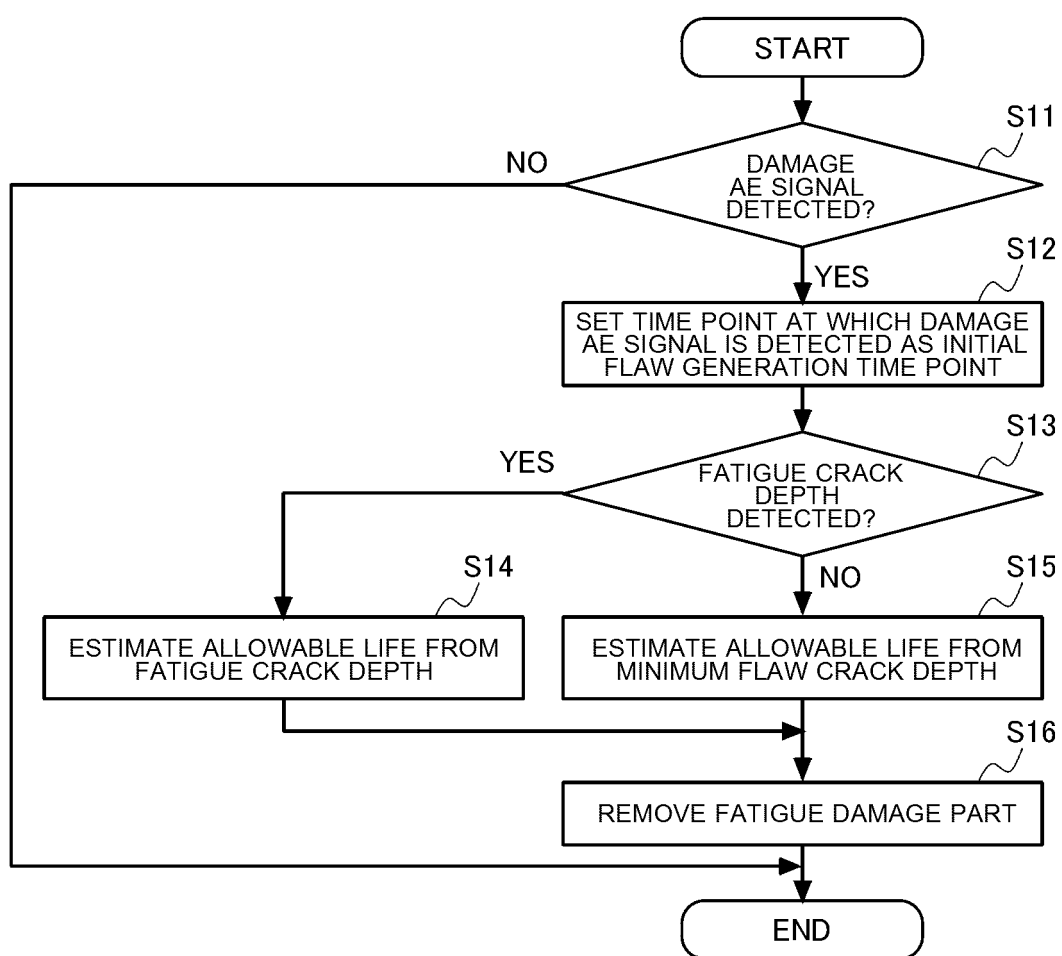 START
S11
NO
DAMAGE
AE SIGNAL
DETECTED?
S12
YES
SET TIME POINT AT WHICH DAMAGE
AE SIGNAL IS DETECTED AS INITIAL
FLAW GENERATION TIME POINT
S13
YES
FATIGUE CRACK
DEPTH
DETECTED?
S14
NO
S15
ESTIMATE ALLOWABLE LIFE FROM
FATIGUE CRACK DEPTH
ESTIMATE ALLOWABLE LIFE FROM
MINIMUM FLAW CRACK DEPTH
S16
REMOVE FATIGUE DAMAGE PART
END